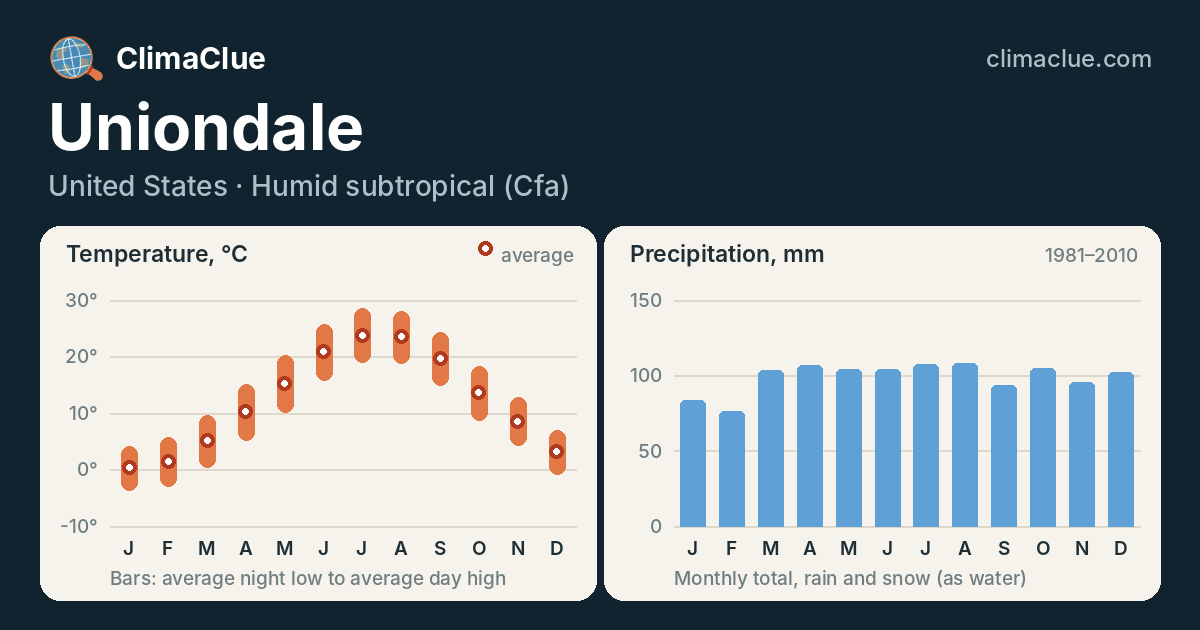 ClimaClue
climaclue.com
Uniondale
United States · Humid subtropical (Cfa)
Temperature, °C
average
30°
20°
10°
0°
-10°
J F M A M J J A S O N D
Bars: average night low to average day high
Precipitation, mm
1981–2010
150
100
50
0
J F M A M J J A S O N D
Monthly total, rain and snow (as water)